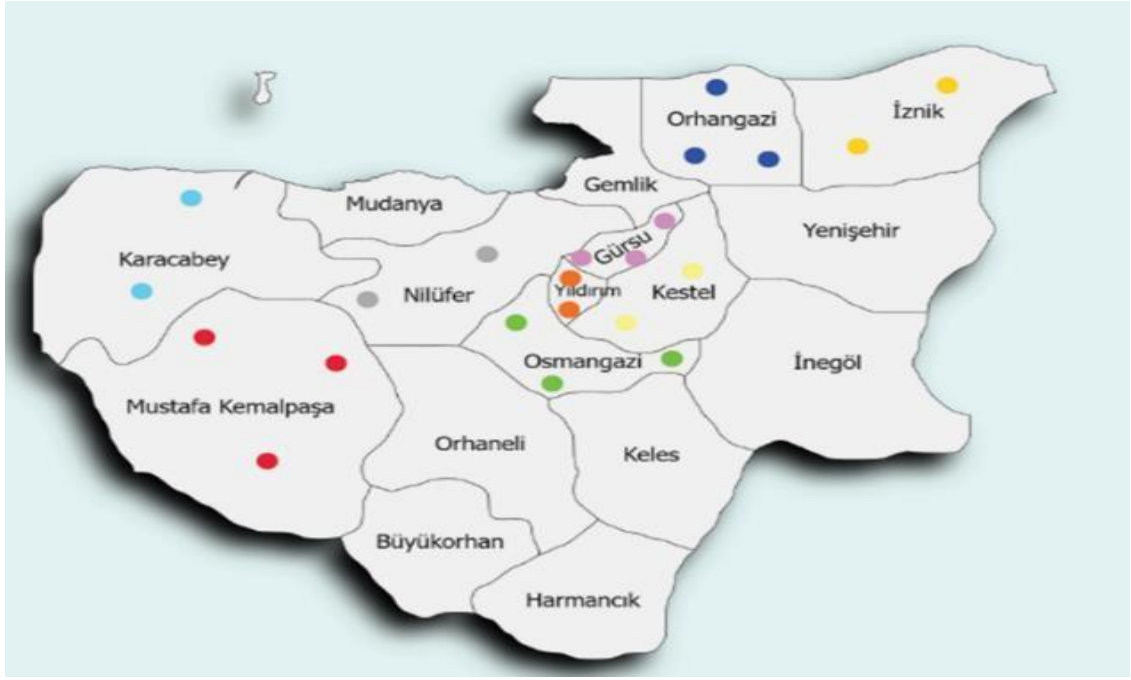 Orhangazi
İznik
Gemlik
Mudanya
Yenişehir
Gürsu
Karacabey
Nilüfer
Yıldırım
Kestel
Osmangazi
İnegöl
Mustafa Kemalpaşa
Orhaneli
Keles
Büyükorhan
Harmancık